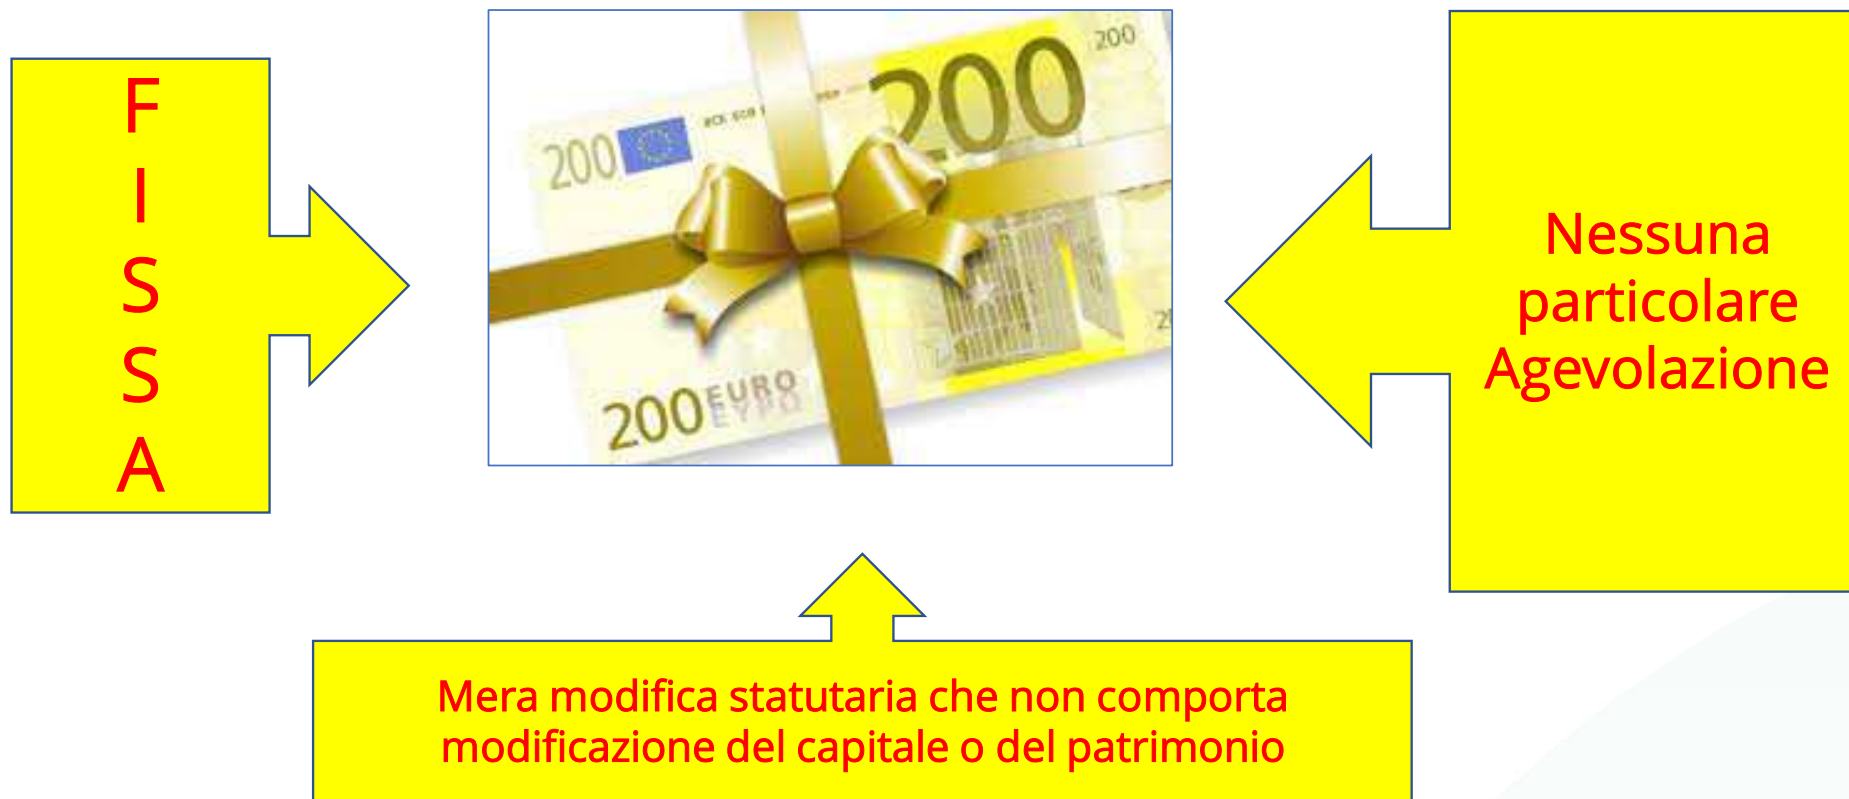 F
I
S
S
A
200
200
200
200 EURO
ΕΥΡΩ
Nessuna
particolare
Agevolazione
Mera modifica statutaria che non comporta
modificazione del capitale o del patrimonio